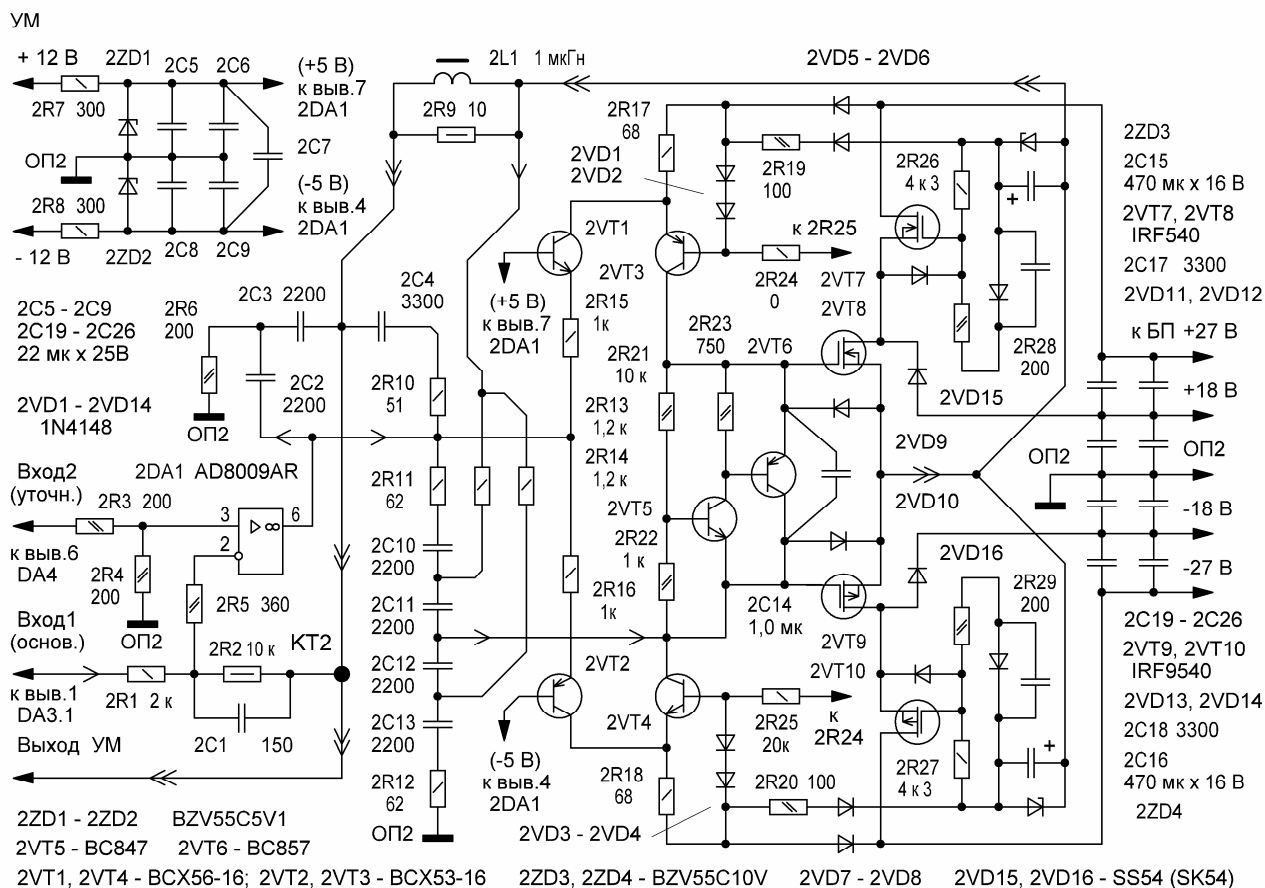 УМ
+ 12 В
2ZD1
2C5
2C6
(+5 В)
к выв.7
2DA1
2R7 300
2C7
ОП2
(-5 В)
к выв.4
2DA1
2R8 300
- 12 В
2ZD2
2C8
2C9
2L1 1 мкГн
2R9 10
2VD5 - 2VD6
2R17
68
2VD1
2VD2
2R19
100
2R26
4 к 3
2ZD3
2C15
470 мк х 16 В
2VT7, 2VT8
IRF540
2C17 3300
2VD11, 2VD12
2VT1
2VT3
к 2R25
2R24
0
2VT7
2VT8
(+5 В)
к выв.7
2DA1
2R15
1к
2C5 - 2C9
2C19 - 2C26
22 мк х 25В
2R6
200
2C3
2200
2C4
3300
2C2
2200
ОП2
2R10
51
2R23
750
2VT6
2R21
10 к
2R13
1,2 к
2R14
1,2 к
2R28
200
2VD15
к БП +27 В
+18 В
ОП2
-18 В
-27 В
ОП2
2VD1 - 2VD14
1N4148
2VD9
2VD10
Вход2
(уточн.)
2DA1 AD8009AR
2R3 200
3
2
6
к выв.6
DA4
2R4
200
ОП2
2R5 360
2R11
62
2C10
2200
2C11
2200
2C12
2200
2C13
2200
2VT5
2R22
1 к
2R16
1к
2C14
1,0 мк
2VD16
2R29
200
2VT9
2VT10
Вход1
(основ.)
2R2 10 к
КТ2
к выв.1
DA3.1
2R1 2 к
2C1 150
Выход УМ
2VT2
2VT4
(-5 В)
к выв.4
2DA1
2R25
20к
к
2R24
2R12
62
ОП2
2R18
68
2R20 100
2R27
4 к 3
2C19 - 2C26
2VT9, 2VT10
IRF9540
2VD13, 2VD14
2C18 3300
2C16
470 мк х 16 В
2ZD4
2VD3 - 2VD4
2ZD1 - 2ZD2 BZV55C5V1
2VT5 - BC847 2VT6 - BC857
2VT1, 2VT4 - BCX56-16; 2VT2, 2VT3 - BCX53-16 2ZD3, 2ZD4 - BZV55C10V 2VD7 - 2VD8 2VD15, 2VD16 - SS54 (SK54)